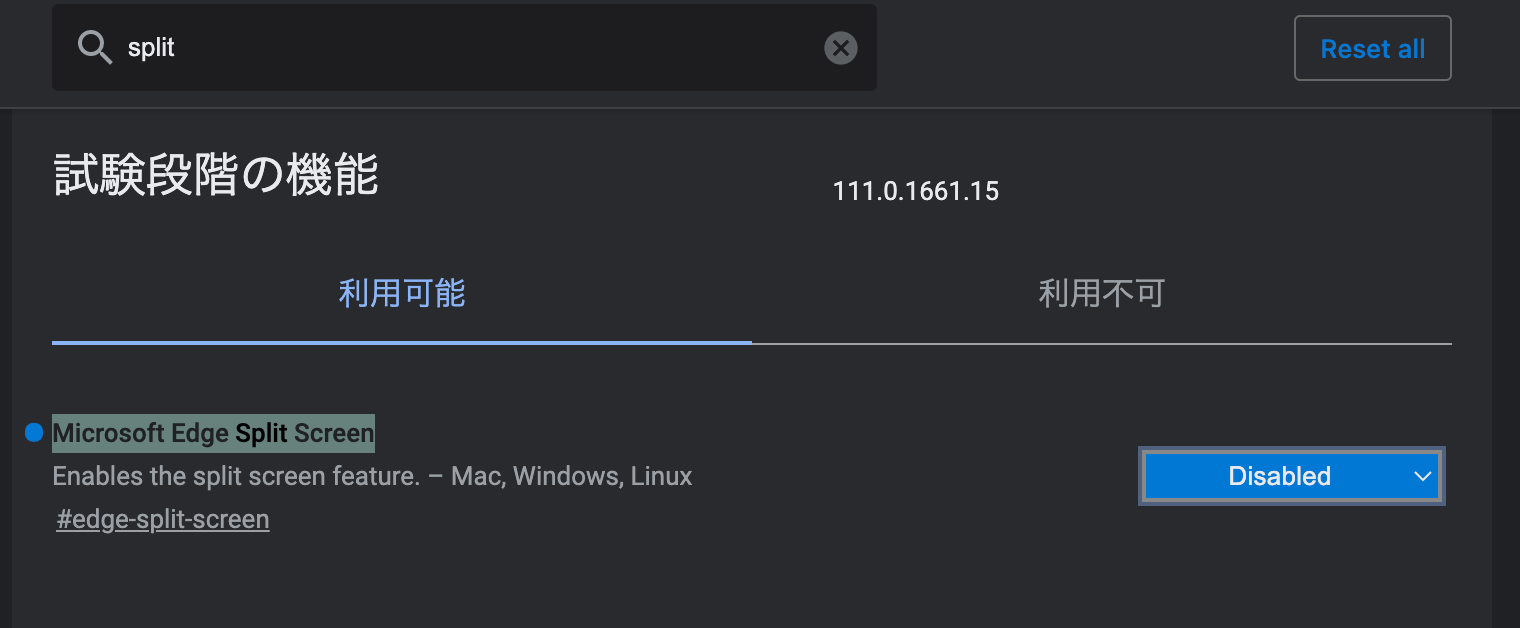 split
Reset all
試験段階の機能
111.0.1661.15
利用可能
利用不可
Microsoft Edge Split Screen
Enables the split screen feature. – Mac, Windows, Linux
#edge-split-screen
Disabled